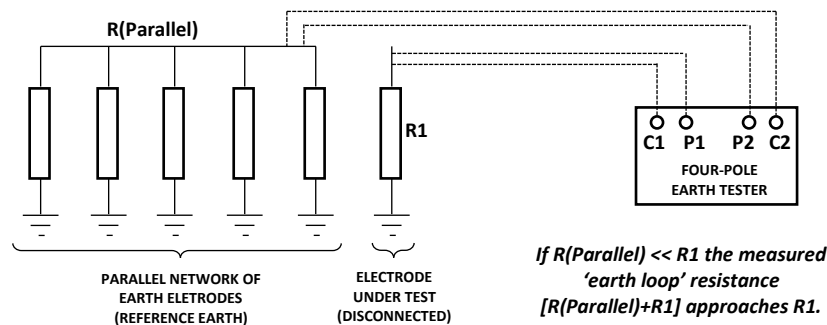 R(Parallel)
R1
C1 P1 P2 C2
FOUR-POLE
EARTH TESTER
PARALLEL NETWORK OF
EARTH ELETRODES
(REFERENCE EARTH)
ELECTRODE
UNDER TEST
(DISCONNECTED)
If R(Parallel) << R1 the measured
‘earth loop’ resistance
[R(Parallel)+R1] approaches R1.